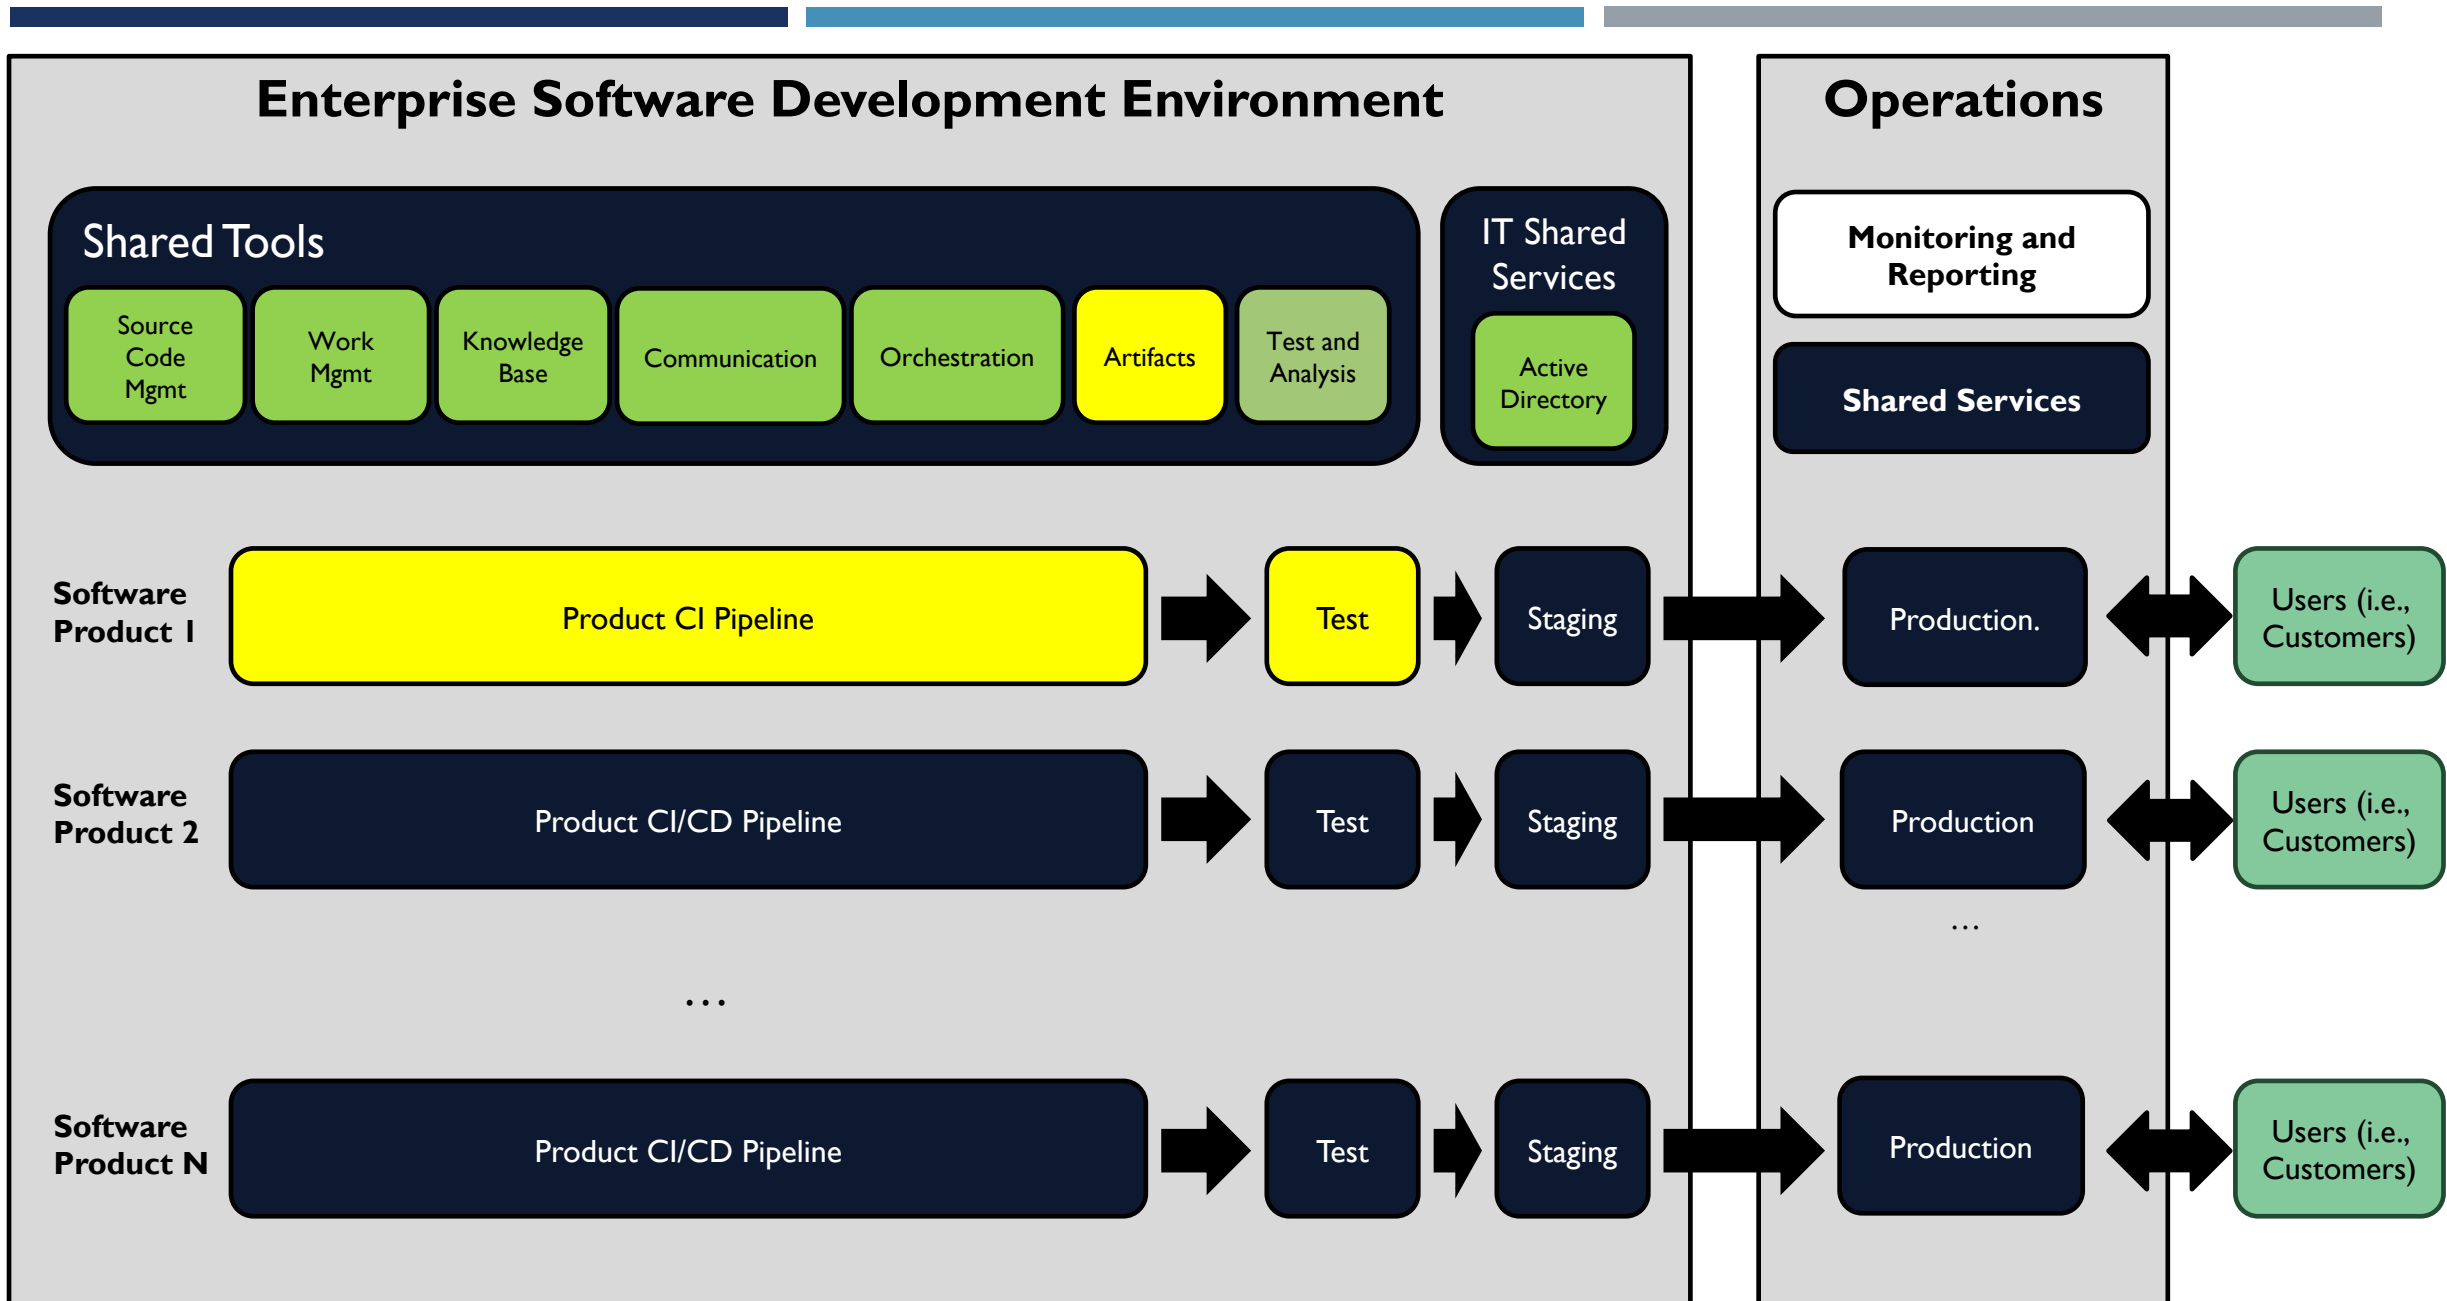 Enterprise Software Development Environment
Operations
Shared Tools
Source
Code
Mgmt
Work
Mgmt
Knowledge
Base
Communication
Orchestration
Artifacts
Test and
Analysis
IT Shared
Services
Active
Directory
Monitoring and
Reporting
Shared Services
Software
Product 1
Product CI Pipeline
Test
Staging
Production.
Users (i.e.,
Customers)
Software
Product 2
Product CI/CD Pipeline
Test
Staging
Production
Users (i.e.,
Customers)
…
…
Software
Product N
Product CI/CD Pipeline
Test
Staging
Production
Users (i.e.,
Customers)